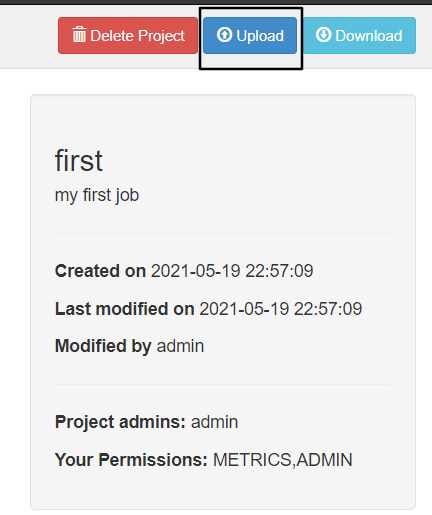 Delete Project Upload Download
first
my first job
Created on 2021-05-19 22:57:09
Last modified on 2021-05-19 22:57:09
Modified by admin
Project admins: admin
Your Permissions: METRICS,ADMIN